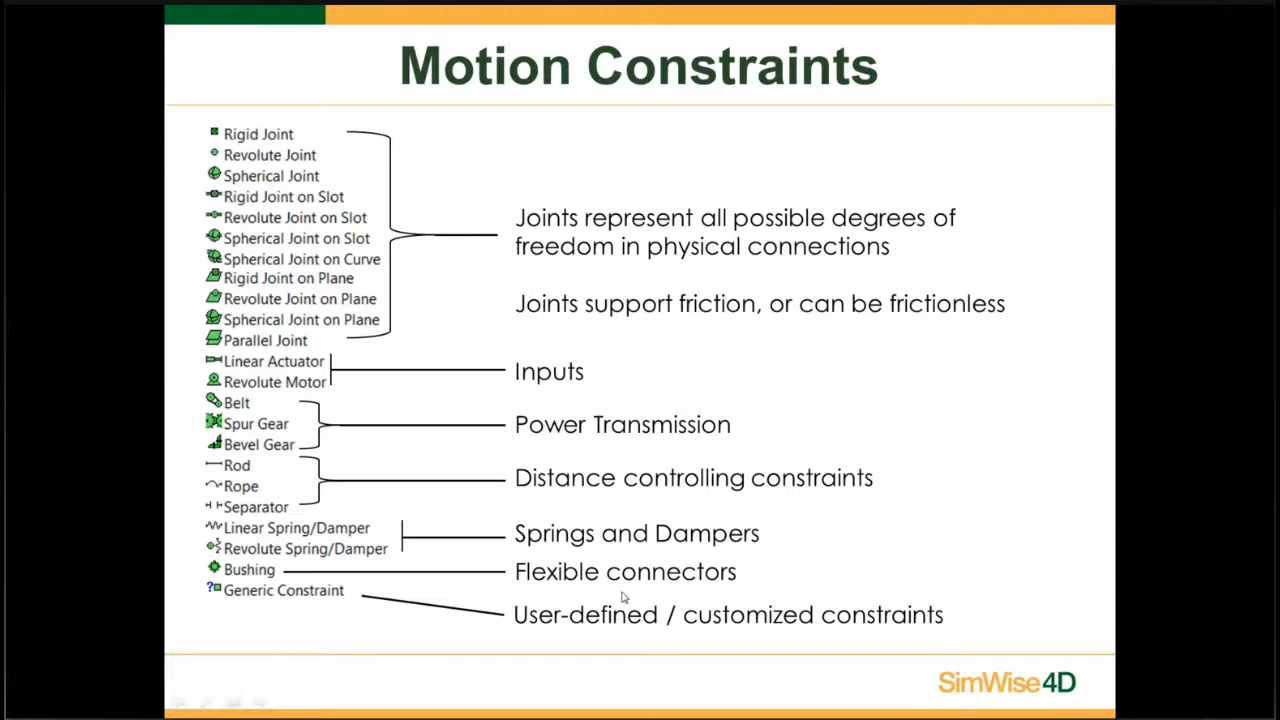 Motion Constraints
Rigid Joint
Revolute Joint
Spherical Joint
Rigid Joint on Slot
Revolute Joint on Slot
Spherical Joint on Slot
Spherical Joint on Curve
Rigid Joint on Plane
Revolute Joint on Plane
Spherical Joint on Plane
Parallel Joint
Joints represent all possible degrees of
freedom in physical connections
Joints support friction, or can be frictionless
Linear Actuator
Revolute Motor
Inputs
Belt
Spur Gear
Bevel Gear
Power Transmission
Rod
Rope
Separator
Distance controlling constraints
Linear Spring/Damper
Revolute Spring/Damper
Springs and Dampers
Bushing
Flexible connectors
Generic Constraint
User-defined / customized constraints
SimWise4D